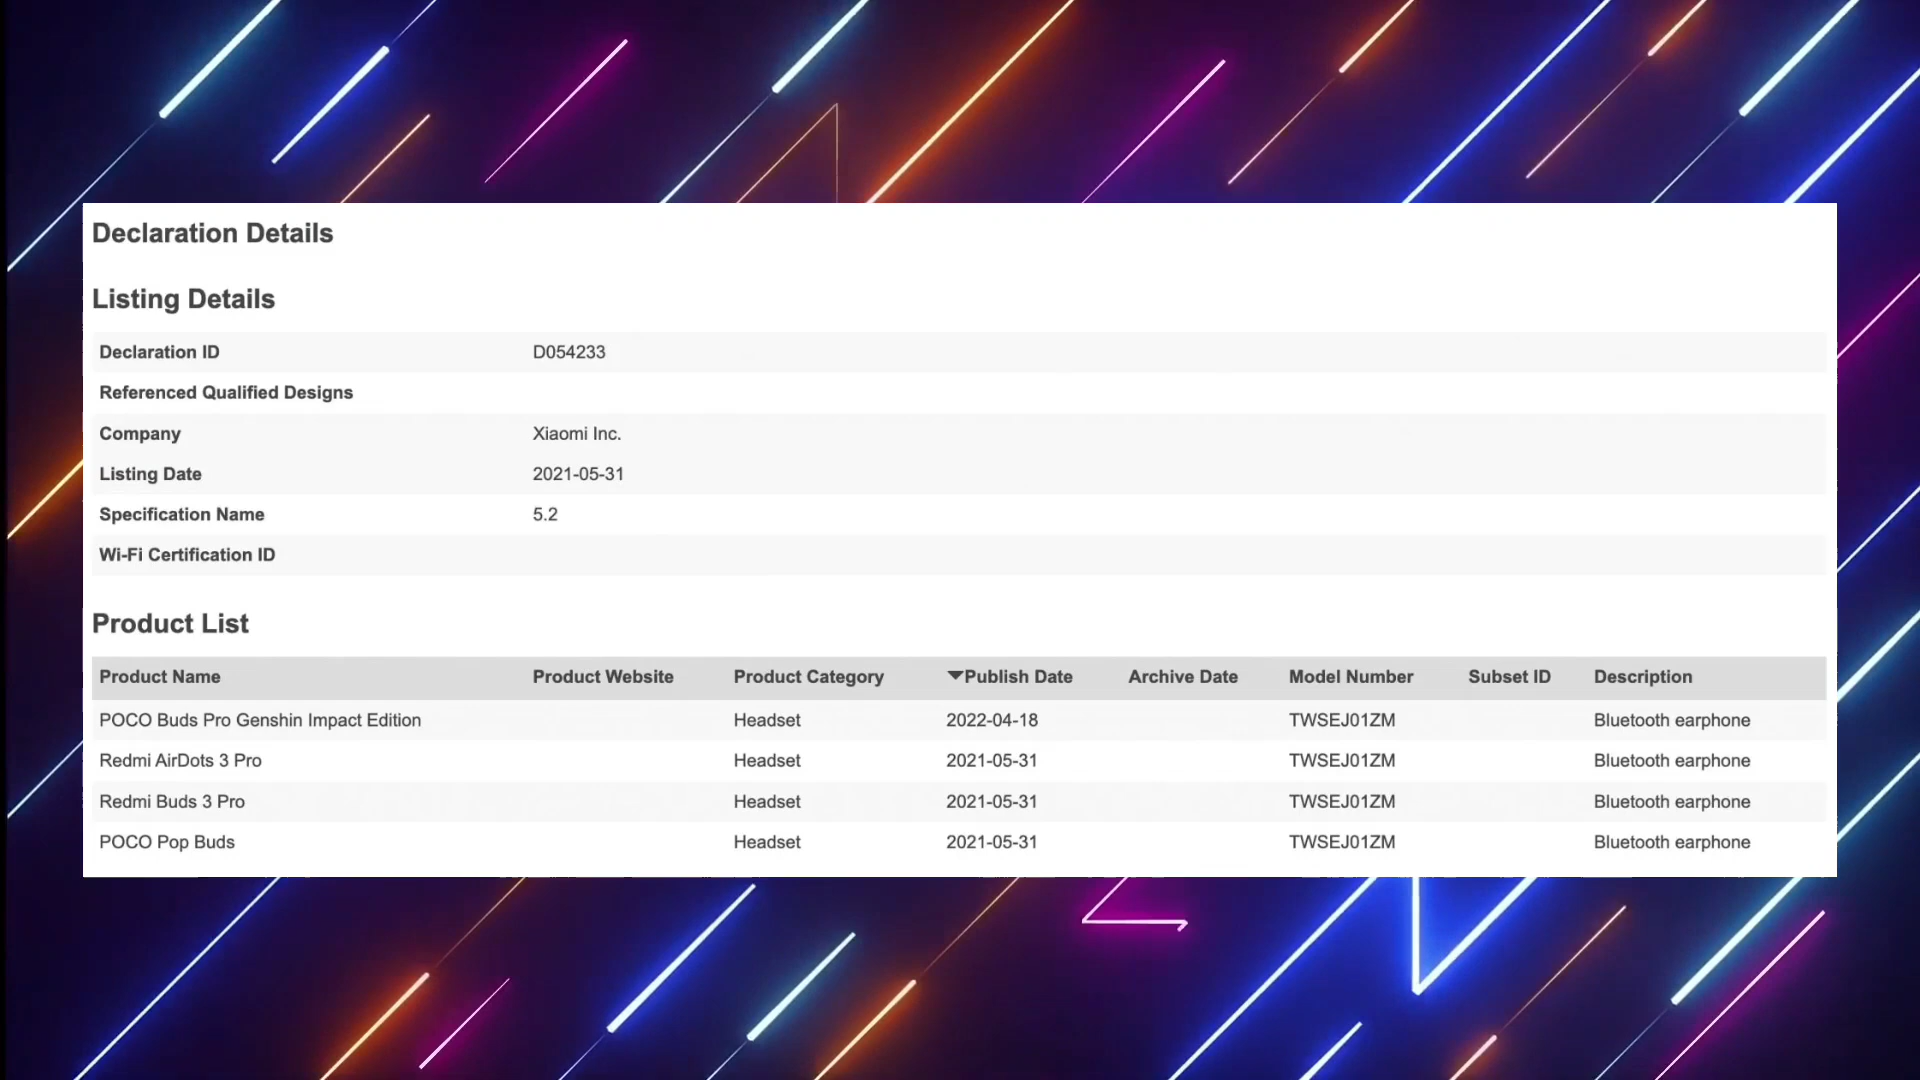 Declaration Details
Listing Details
Declaration ID D054233
Referenced Qualified Designs
Company Xiaomi Inc.
Listing Date 2021-05-31
Specification Name 5.2
Wi-Fi Certification ID
Product List
Product Name Product Website Product Category Publish Date Archive Date Model Number Subset ID Description
POCO Buds Pro Genshin Impact Edition Headset 2022-04-18 TWSEJ01ZM Bluetooth earphone
Redmi AirDots 3 Pro Headset 2021-05-31 TWSEJ01ZM Bluetooth earphone
Redmi Buds 3 Pro Headset 2021-05-31 TWSEJ01ZM Bluetooth earphone
POCO Pop Buds Headset 2021-05-31 TWSEJ01ZM Bluetooth earphone